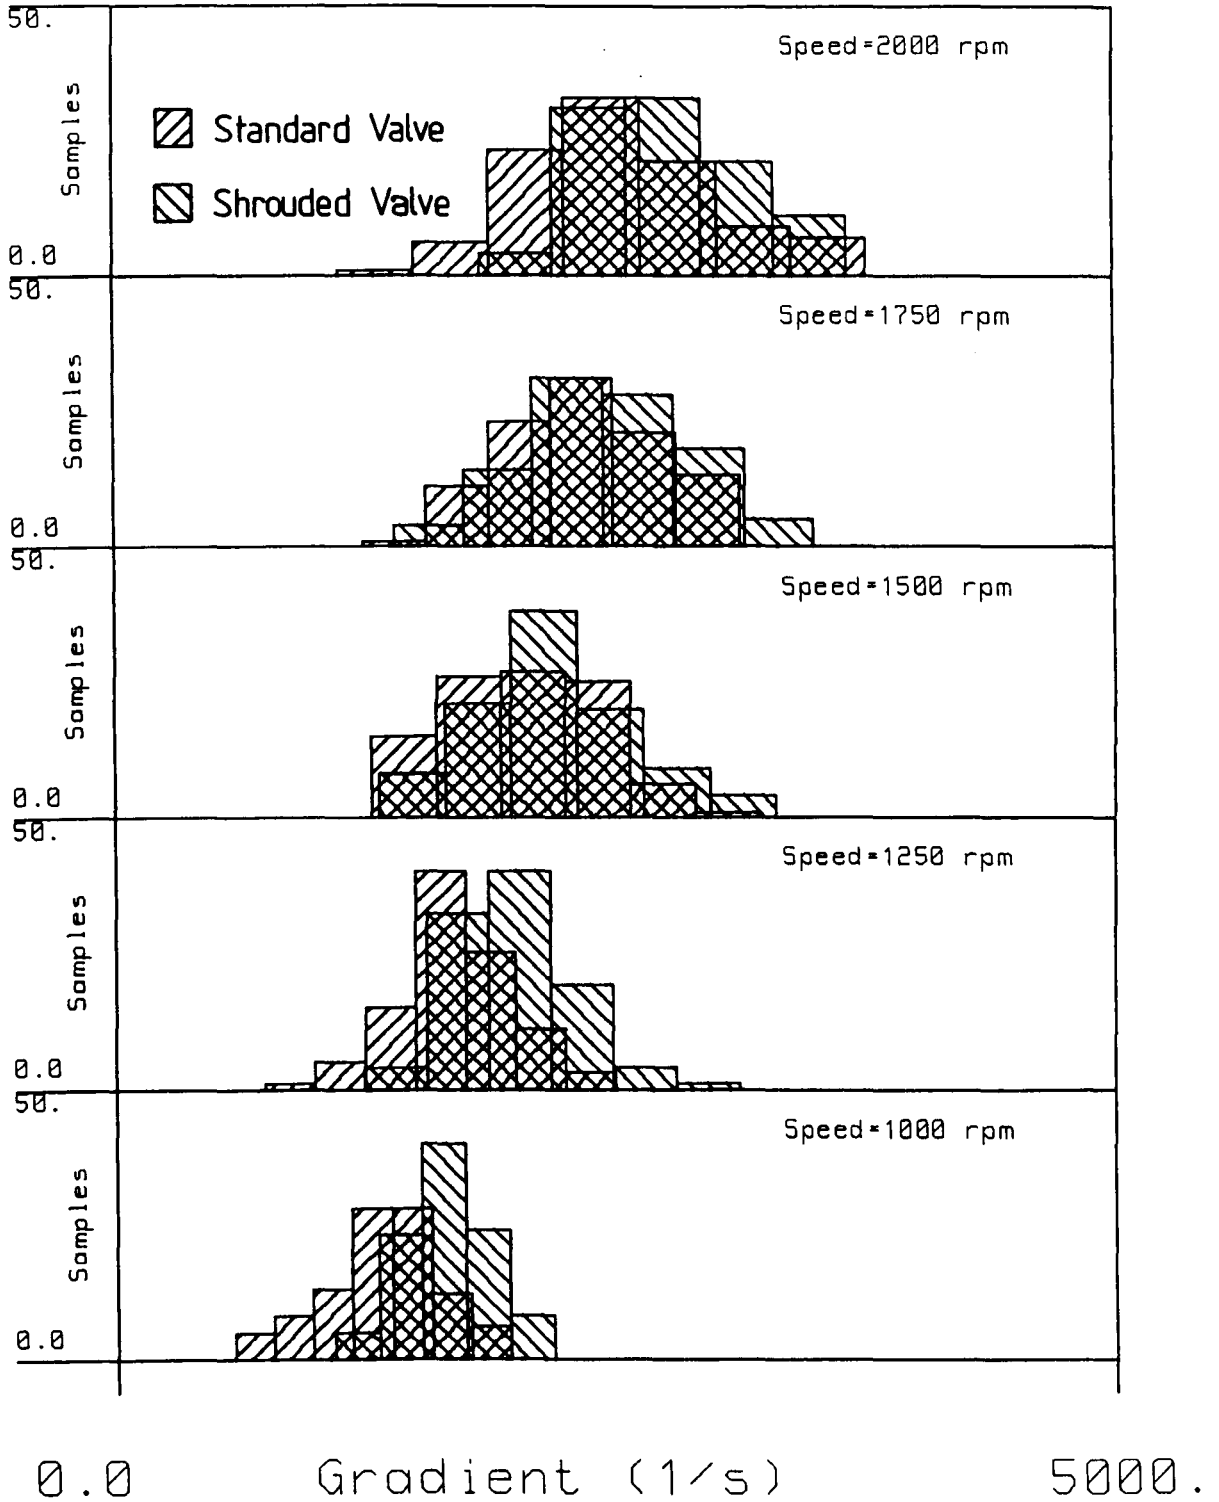 50.
Speed=2000 rpm
Samples
Standard Valve
Shrouded Valve
0.0
50.
Speed=1750 rpm
Samples
0.0
50.
Speed=1500 rpm
Samples
0.0
50.
Speed=1250 rpm
Samples
0.0
50.
Speed=1000 rpm
Samples
0.0
0.0 Gradient (1/s) 5000.